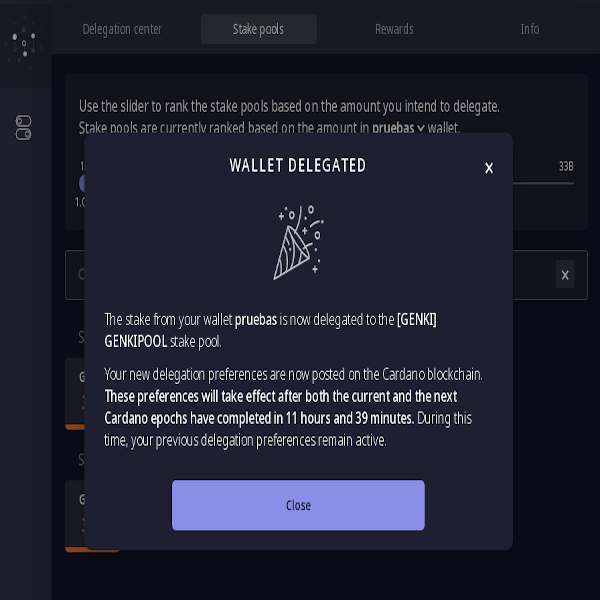 Delegation center
Stake pools
Rewards
Info
Use the slider to rank the stake pools based on the amount you intend to delegate.
Stake pools are currently ranked based on the amount in pruebas wallet.
33B
WALLET DELEGATED
x
x
The stake from your wallet pruebas is now delegated to the [GENKI]
GENKIPOOL stake pool.
Your new delegation preferences are now posted on the Cardano blockchain.
These preferences will take effect after both the current and the next
Cardano epochs have completed in 11 hours and 39 minutes. During this
time, your previous delegation preferences remain active.
Close